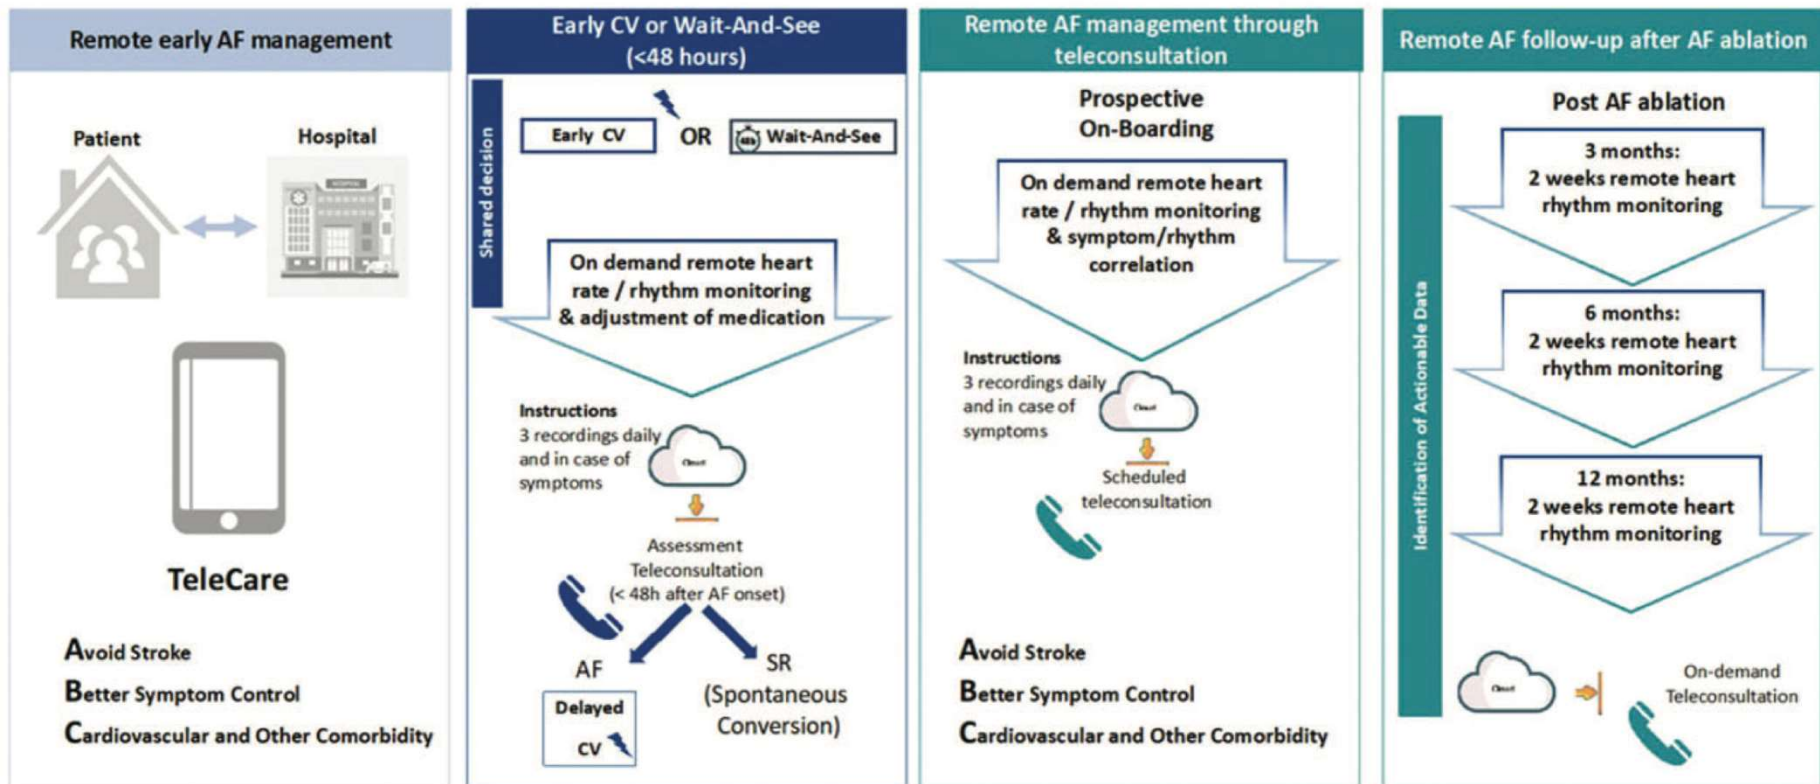 Remote early AF management
Patient
Hospital
HOSPITAL
TeleCare
Avoid Stroke
Better Symptom Control
Cardiovascular and Other Comorbidity
Early CV or Wait-And-See
(<48 hours)
Shared decision
Early CV
OR
48h
Wait-And-See
On demand remote heart
rate / rhythm monitoring
& adjustment of medication
Instructions
3 recordings daily
and in case of
symptoms
Cloud
Assessment
Teleconsultation
(< 48h after AF onset)
AF
SR
(Spontaneous
Conversion)
Delayed
CV
Remote AF management through
teleconsultation
Prospective
On-Boarding
On demand remote heart
rate / rhythm monitoring
& symptom/rhythm
correlation
Instructions
3 recordings daily
and in case of
symptoms
Cloud
Scheduled
teleconsultation
Avoid Stroke
Better Symptom Control
Cardiovascular and Other Comorbidity
Remote AF follow-up after AF ablation
Identification of Actionable Data
Post AF ablation
3 months:
2 weeks remote heart
rhythm monitoring
6 months:
2 weeks remote heart
rhythm monitoring
12 months:
2 weeks remote heart
rhythm monitoring
Cloud
On-demand
Teleconsultation